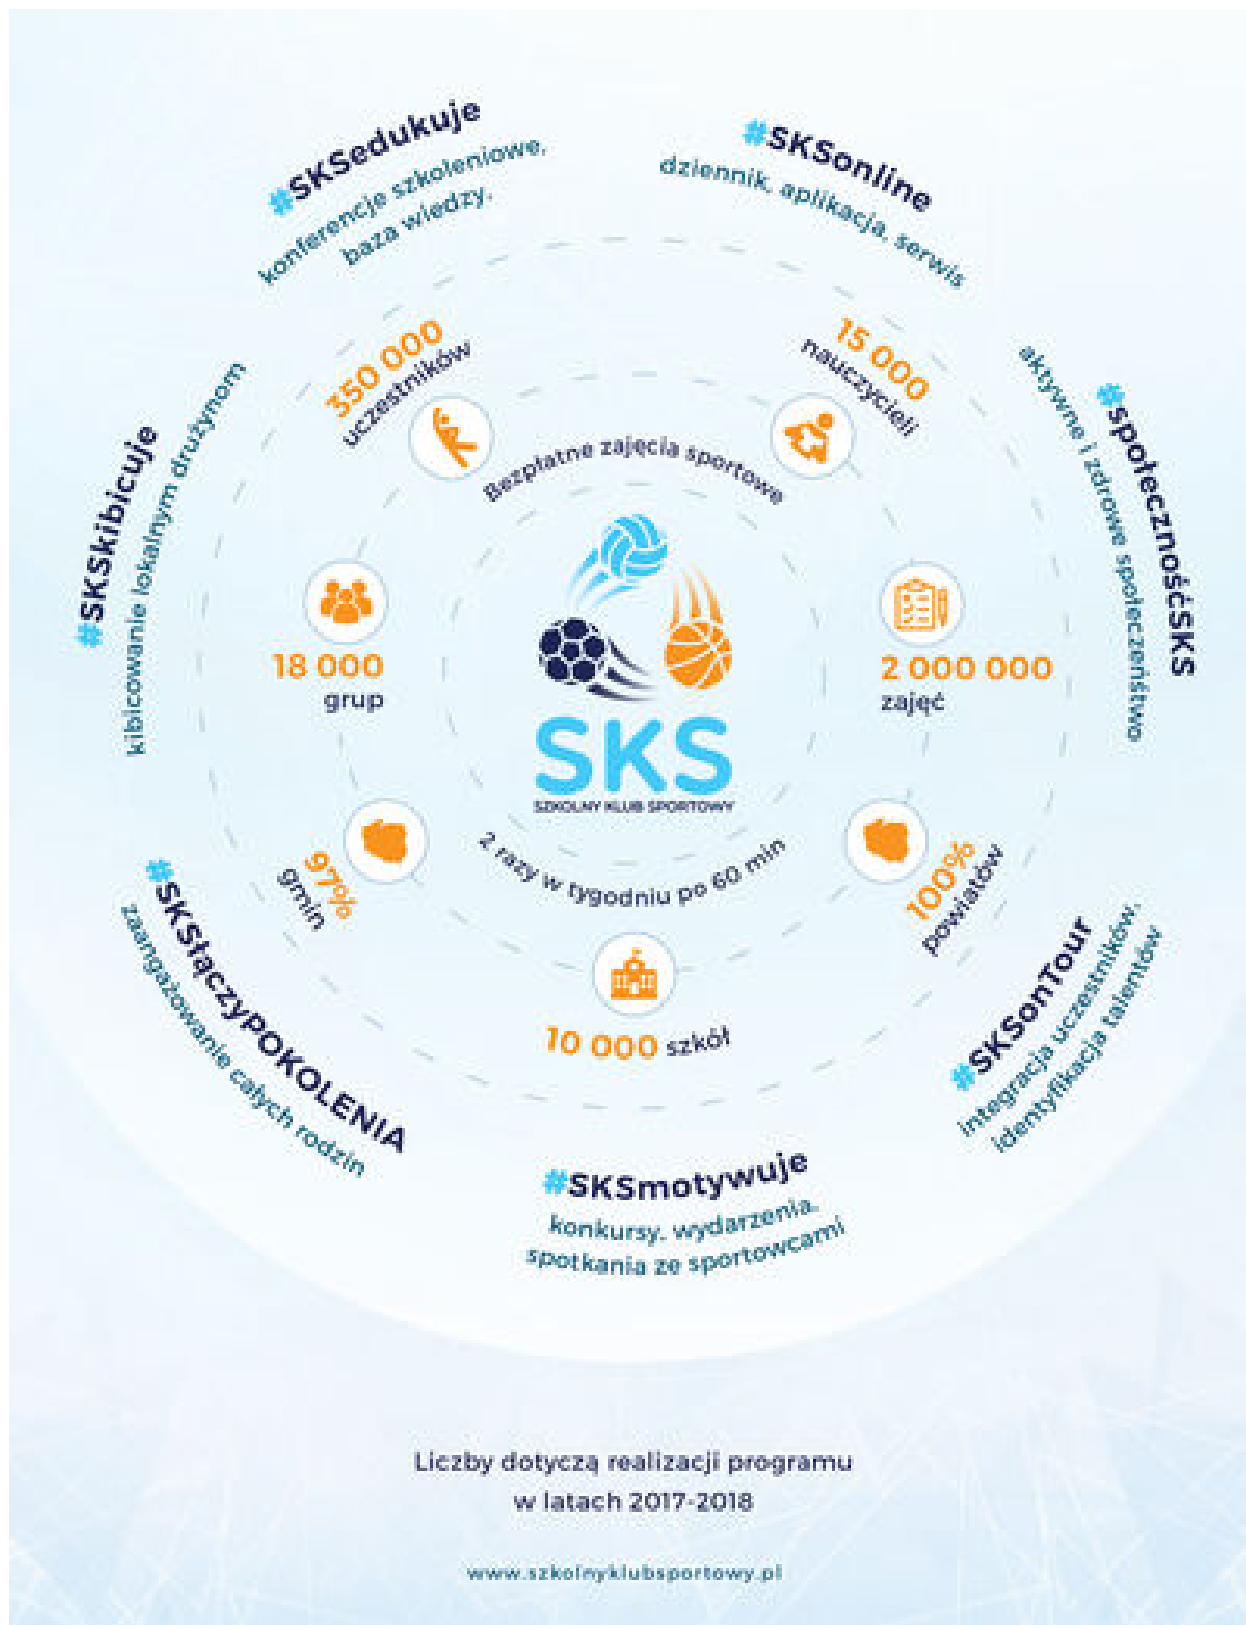 #SKSedukuje
konferencje szkoleniowe,
baza wiedzy,
#SKSonline
dziennik, aplikacja, serwis
#społecznośćSKS
aktywne i zdrowe społeczeństwo
#SKSkibicuje
kibicowanie lokalnym drużynom
350 000
uczestników
15 000
nauczycieli
Bezpłatne zajęcia sportowe
18 000
grup
2 000 000
zajęć
SKS
SZKOLNY KLUB SPORTOWY
2 razy w tygodniu po 60 min
97%
gmin
100%
powiatów
10 000 szkół
#SKSłączyPOKOLENIA
zaangażowanie całych rodzin
#SKSonTour
integracja uczestników,
identyfikacja talentów
#SKSmotywuje
konkursy, wydarzenia,
spotkania ze sportowcami
Liczby dotyczą realizacji programu
w latach 2017-2018
www.szkolnyklubsportowy.pl